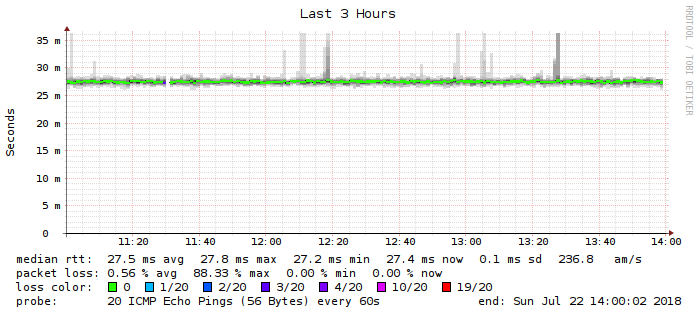 Last 3 Hours
RRDTOOL / TOBI OETIKER
Seconds
35 m
30 m
25 m
20 m
15 m
10 m
5 m
0
11:20 11:40 12:00 12:20 12:40 13:00 13:20 13:40 14:00
median rtt: 27.5 ms avg 27.8 ms max 27.2 ms min 27.4 ms now 0.1 ms sd 236.8 am/s
packet loss: 0.56 % avg 88.33 % max 0.00 % min 0.00 % now
loss color: 0 1/20 2/20 3/20 4/20 10/20 19/20
probe: 20 ICMP Echo Pings (56 Bytes) every 60s end: Sun Jul 22 14:00:02 2018